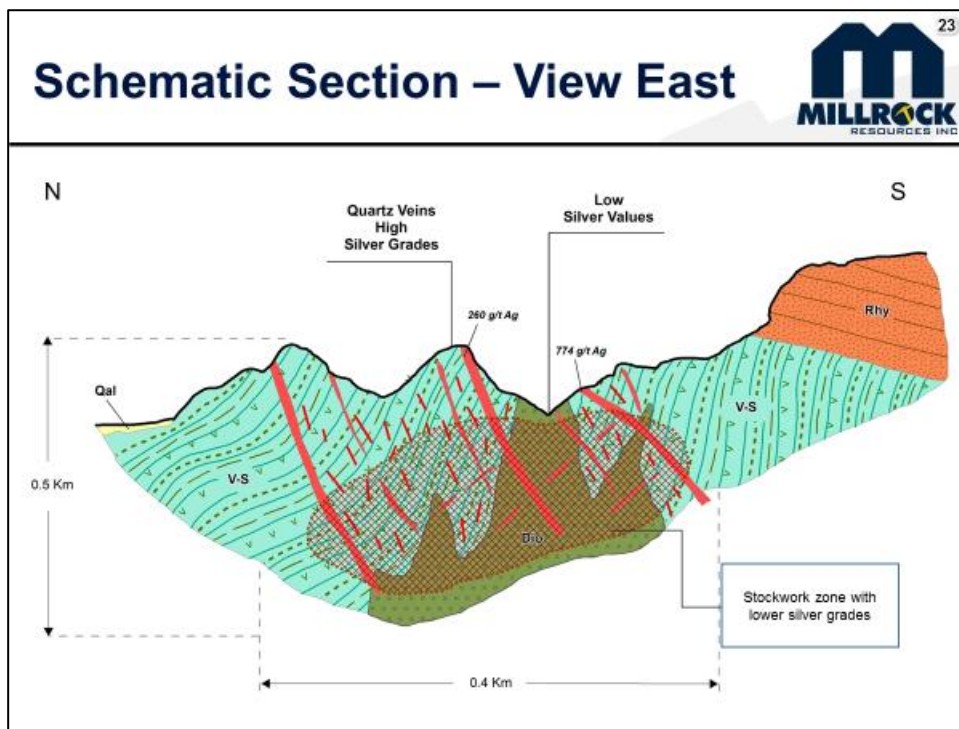 23
Schematic Section – View East
MILLROCK
RESOURCES INC
N
S
Quartz Veins
High
Silver Grades
Low
Silver Values
260 g/t Ag
774 g/t Ag
Rhy
Qal
V-S
V-S
0.5 Km
Dio
Stockwork zone with
lower silver grades
0.4 Km